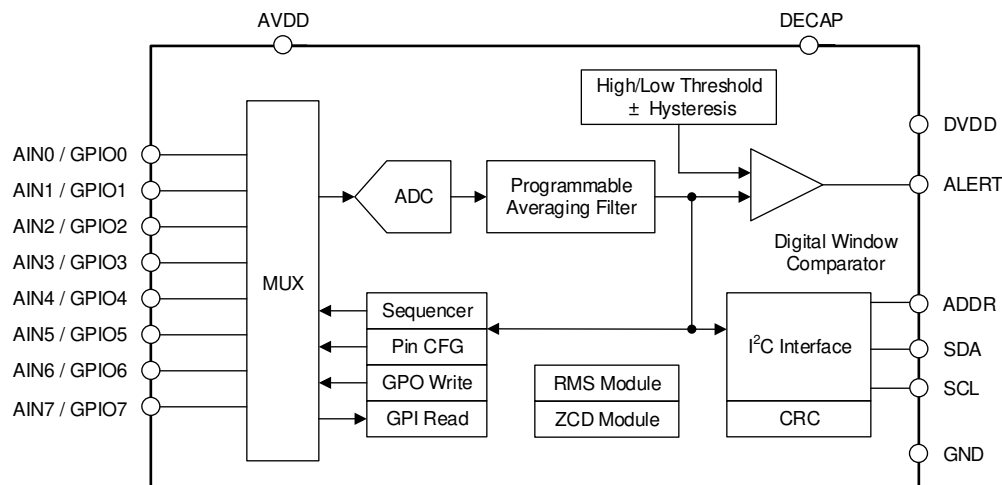 AVDD
DECAP
High/Low Threshold
± Hysteresis
DVDD
AIN0 / GPIO0
AIN1 / GPIO1
AIN2 / GPIO2
AIN3 / GPIO3
AIN4 / GPIO4
AIN5 / GPIO5
AIN6 / GPIO6
AIN7 / GPIO7
MUX
ADC
Programmable
Averaging Filter
ALERT
Digital Window
Comparator
Sequencer
Pin CFG
GPO Write
GPI Read
RMS Module
ZCD Module
I²C Interface
CRC
ADDR
SDA
SCL
GND